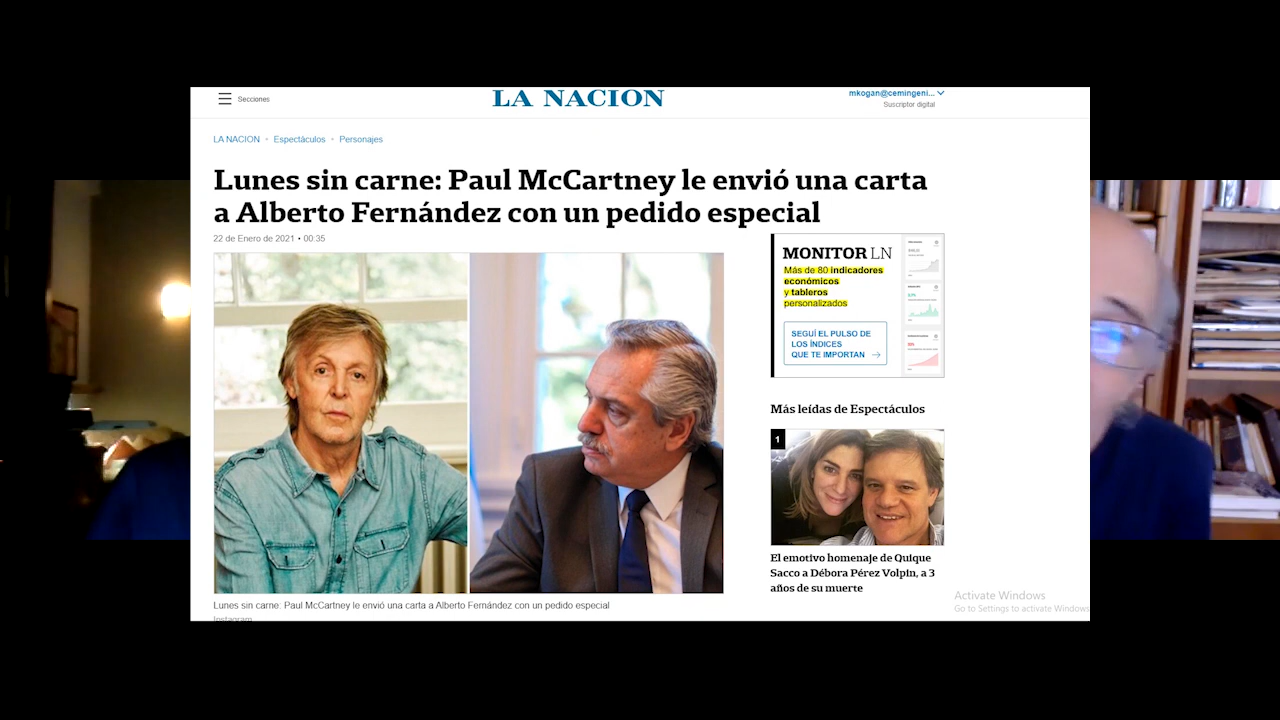 Secciones
LA NACION
mkogan@cemingeni...
Suscriptor digital
LA NACION • Espectáculos • Personajes
Lunes sin carne: Paul McCartney le envió una carta
a Alberto Fernández con un pedido especial
22 de Enero de 2021 • 00:35
MONITOR LN
Más de 80 indicadores
económicos
y tableros
personalizados
SEGUÍ EL PULSO DE
LOS ÍNDICES
QUE TE IMPORTAN
Más leídas de Espectáculos
1
El emotivo homenaje de Quique
Sacco a Débora Pérez Volpin, a 3
años de su muerte
Lunes sin carne: Paul McCartney le envió una carta a Alberto Fernández con un pedido especial
Instagram
Activate Windows
Go to Settings to activate Windows